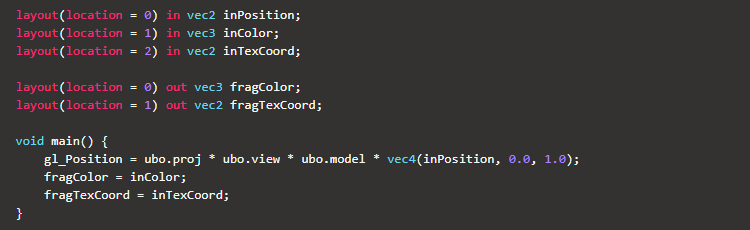 layout(location = 0) in vec2 inPosition;
layout(location = 1) in vec3 inColor;
layout(location = 2) in vec2 inTexCoord;

layout(location = 0) out vec3 fragColor;
layout(location = 1) out vec2 fragTexCoord;

void main() {
    gl_Position = ubo.proj * ubo.view * ubo.model * vec4(inPosition, 0.0, 1.0);
    fragColor = inColor;
    fragTexCoord = inTexCoord;
}